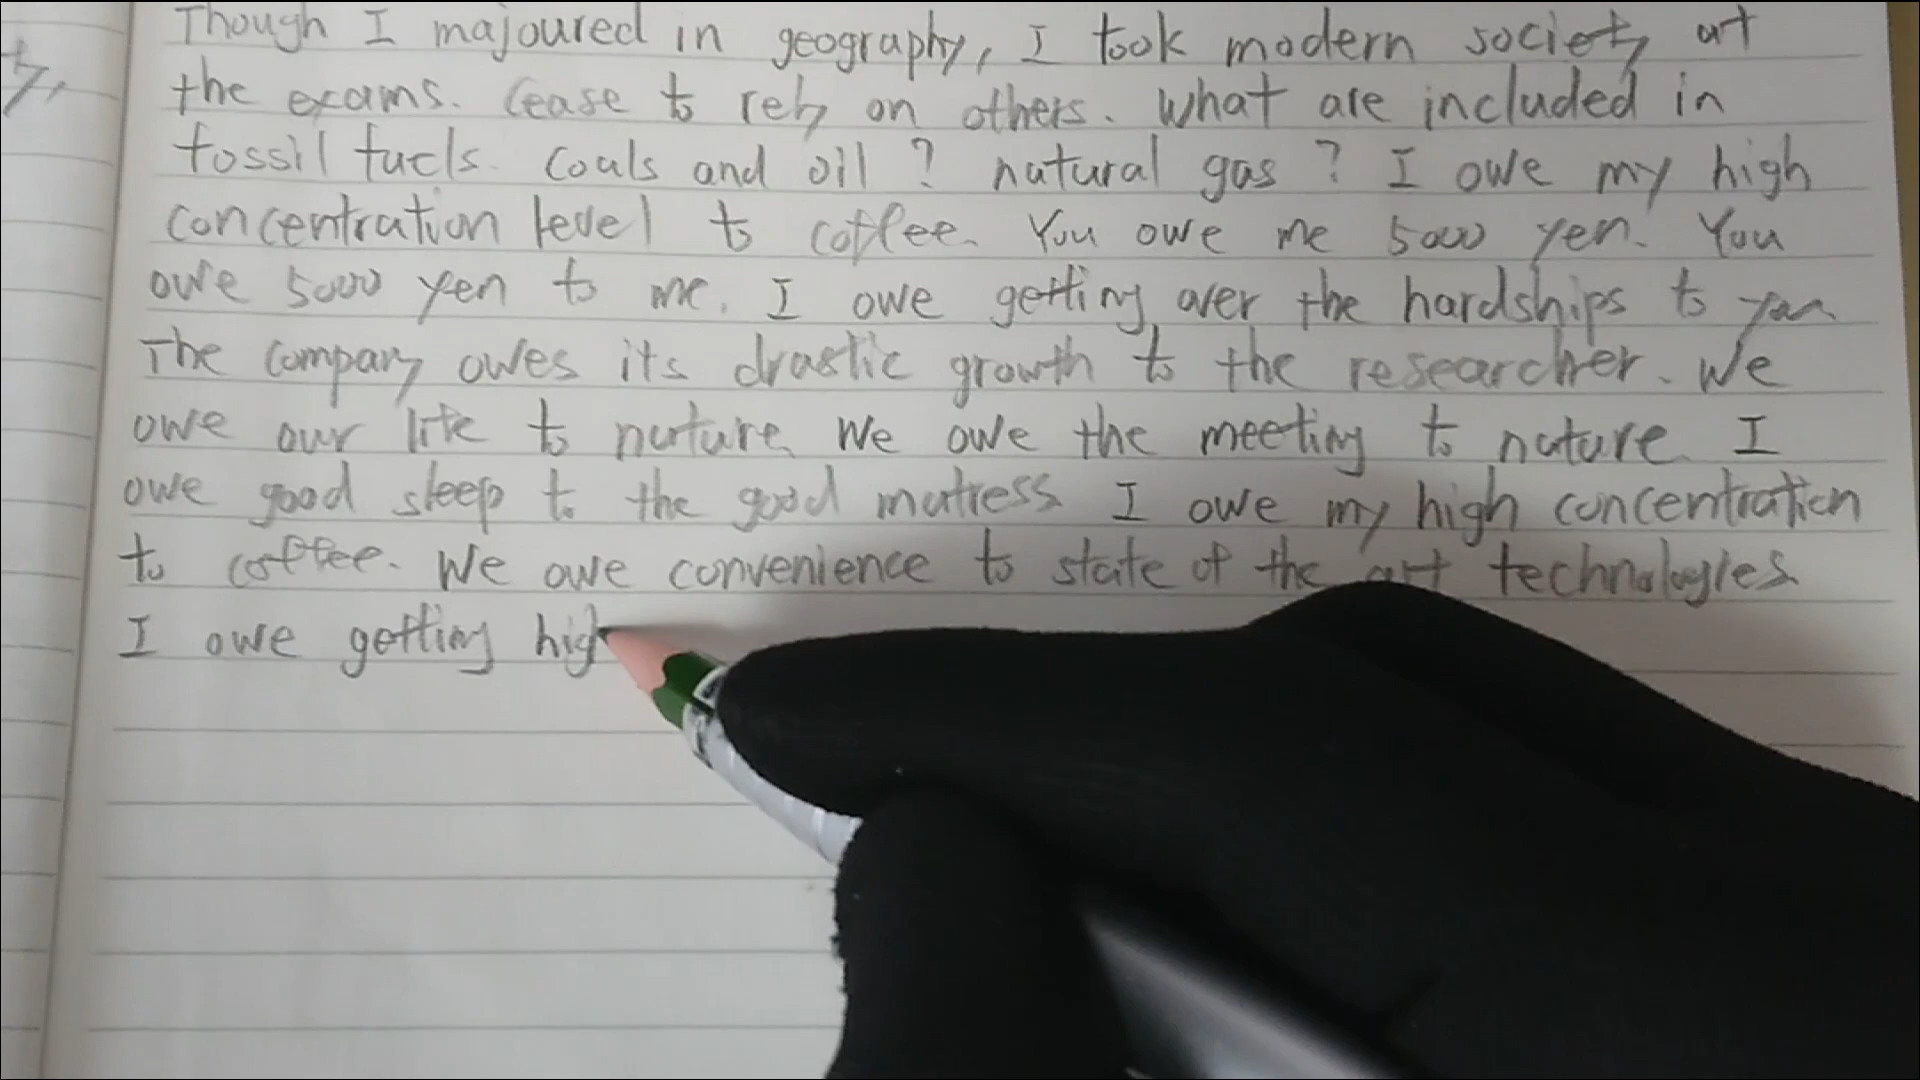 Though I majoured in geography, I took modern society at
the exams. Cease to rely on others. What are included in
fossil fuels. Coals and oil? natural gas? I owe my high
concentration level to coffee. You owe me 5000 yen. You
owe 5000 yen to me. I owe getting over the hardships to you
The company owes its drastic growth to the researcher. We
owe our life to nature. We owe the meeting to nature. I
owe good sleep to the good matress. I owe my high concentration
to coffee. We owe convenience to state of the art technologies.
I owe getting hig